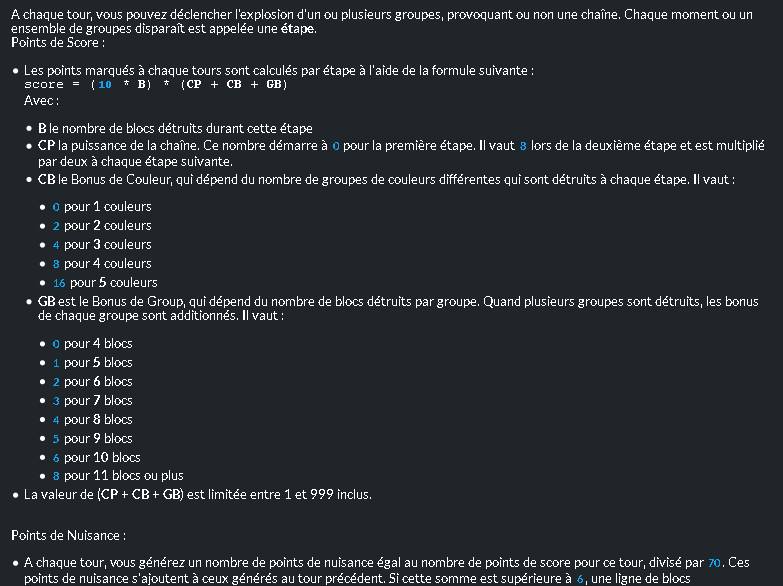 A chaque tour, vous pouvez déclencher l'explosion d'un ou plusieurs groupes, provoquant ou non une chaîne. Chaque moment ou un
ensemble de groupes disparaît est appelée une étape.
Points de Score :
• Les points marqués à chaque tours sont calculés par étape à l'aide de la formule suivante :
score = (10 * B) * (CP + CB + GB)
Avec :
• B le nombre de blocs détruits durant cette étape
• CP la puissance de la chaîne. Ce nombre démarre à 0 pour la première étape. Il vaut 8 lors de la deuxième étape et est multiplié
par deux à chaque étape suivante.
• CB le Bonus de Couleur, qui dépend du nombre de groupes de couleurs différentes qui sont détruits à chaque étape. Il vaut :
• 0 pour 1 couleurs
• 2 pour 2 couleurs
• 4 pour 3 couleurs
• 8 pour 4 couleurs
• 16 pour 5 couleurs
• GB est le Bonus de Group, qui dépend du nombre de blocs détruits par groupe. Quand plusieurs groupes sont détruits, les bonus
de chaque groupe sont additionnés. Il vaut :
• 0 pour 4 blocs
• 1 pour 5 blocs
• 2 pour 6 blocs
• 3 pour 7 blocs
• 4 pour 8 blocs
• 5 pour 9 blocs
• 6 pour 10 blocs
• 8 pour 11 blocs ou plus
• La valeur de (CP + CB + GB) est limitée entre 1 et 999 inclus.
Points de Nuisance :
• A chaque tour, vous générez un nombre de points de nuisance égal au nombre de points de score pour ce tour, divisé par 70. Ces
points de nuisance s'ajoutent à ceux générés au tour précédent. Si cette somme est supérieure à 6, une ligne de blocs